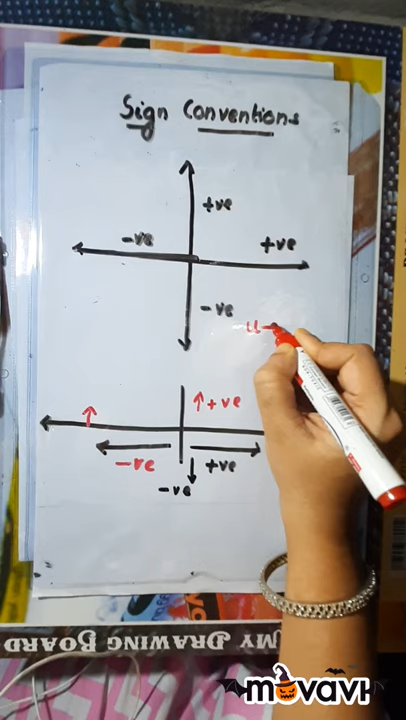 Sign Conventions
+ve
-ve +ve
-ve
u-
↑ +ve
-ve +ve
-ve
MY DRAWING BOARD
movavi